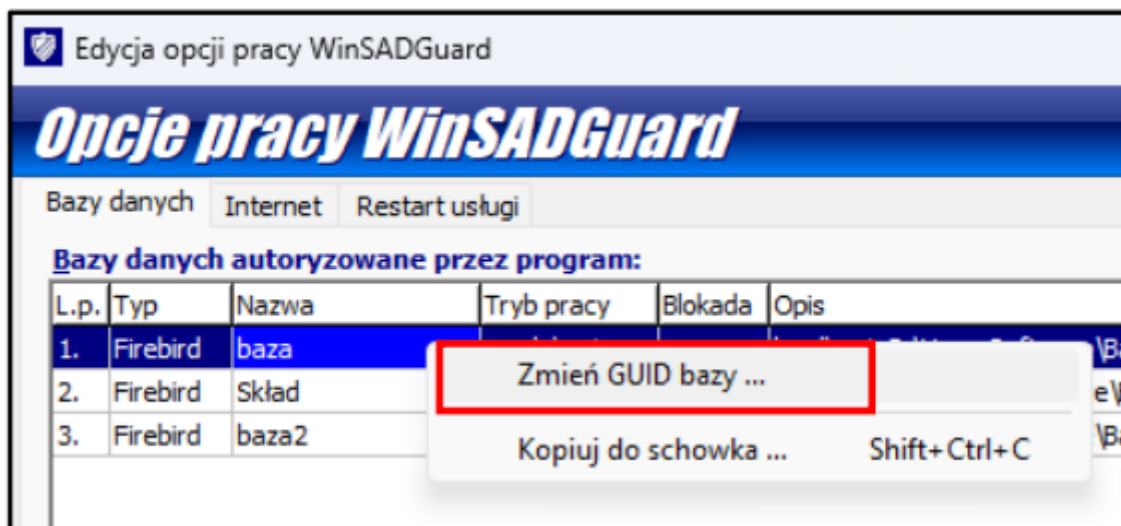 Edycja opcji pracy WinSADGuard
Opcje pracy WinSADGuard
Bazy danych Internet Restart usługi
Bazy danych autoryzowane przez program:
L.p. Typ Nazwa Tryb pracy Blokada Opis
1. Firebird baza
Zmień GUID bazy ...
2. Firebird Skład
3. Firebird baza2
Kopiuj do schowka ... Shift+Ctrl+C